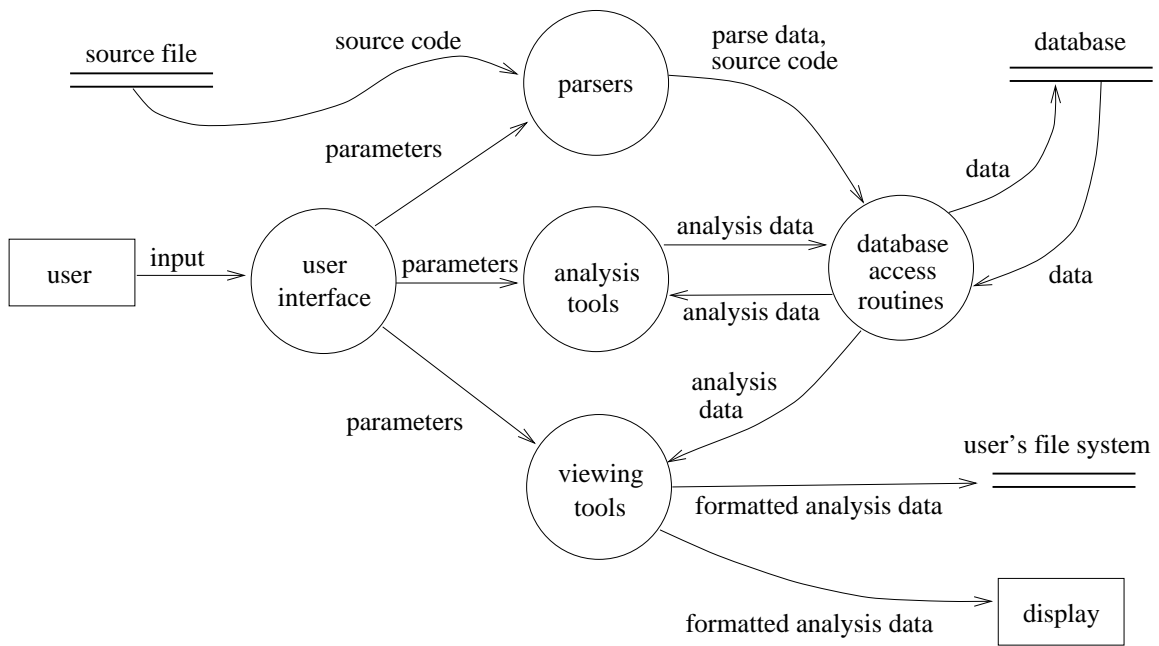 source file
source code
parsers
parse data,
source code
database
parameters
data
user
input
user
interface
parameters
analysis
tools
analysis data
analysis data
database
access
routines
data
parameters
analysis
data
viewing
tools
user's file system
formatted analysis data
formatted analysis data
display